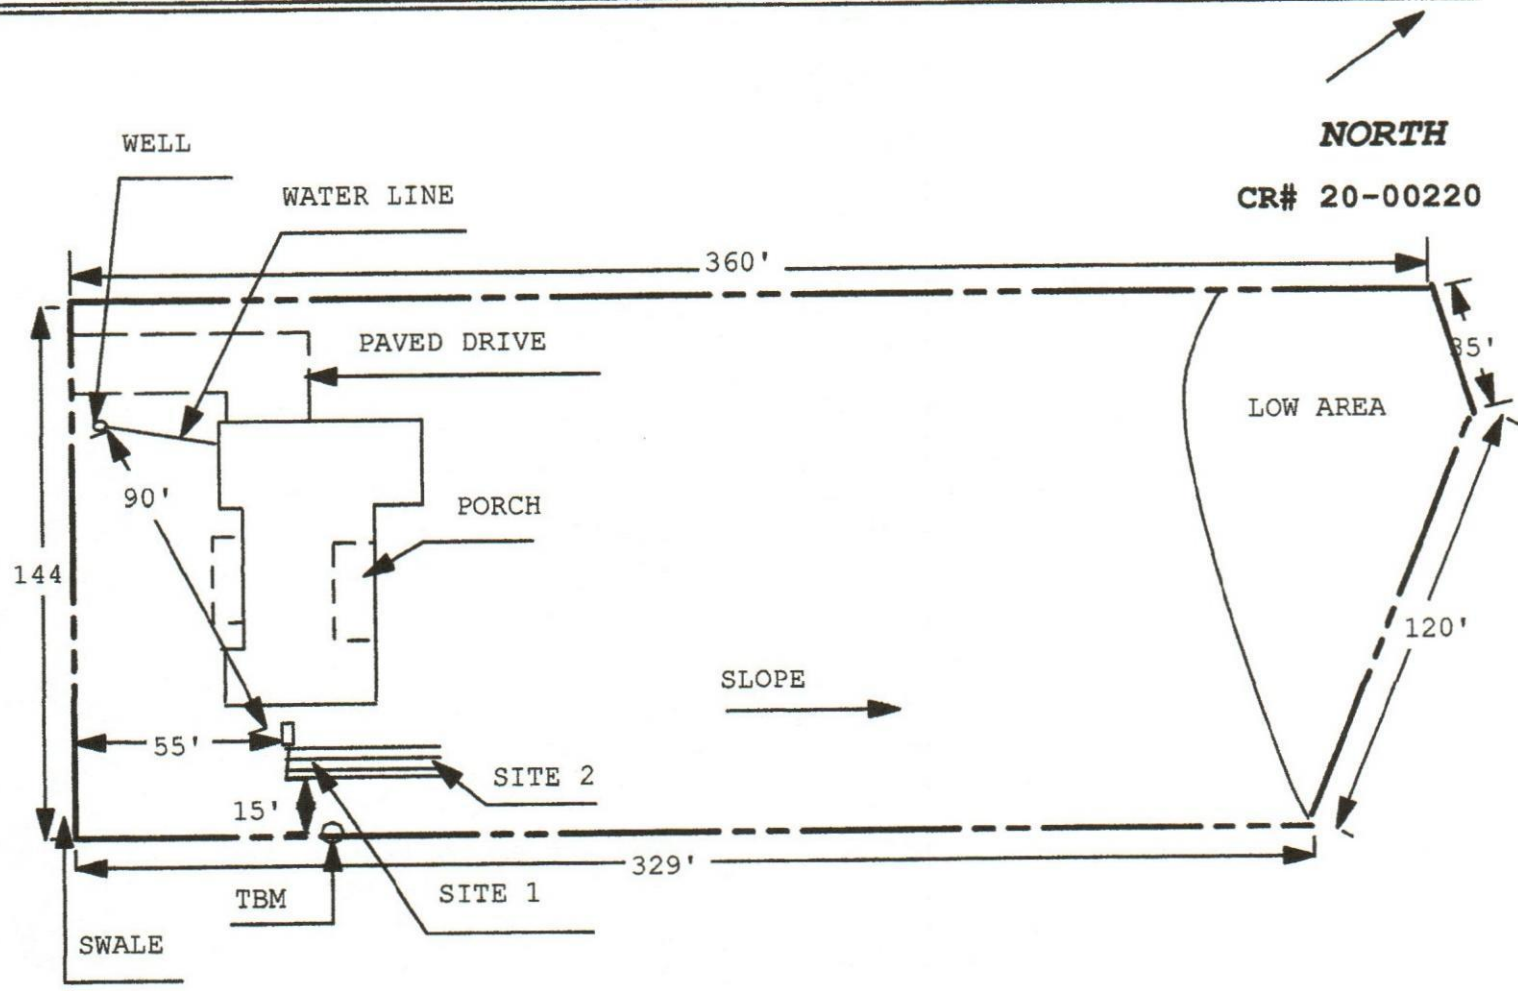 NORTH
CR# 20-00220
WELL
WATER LINE
360'
PAVED DRIVE
35'
LOW AREA
90'
PORCH
144
120'
SLOPE
55'
SITE 2
15'
329'
TBM
SITE 1
SWALE